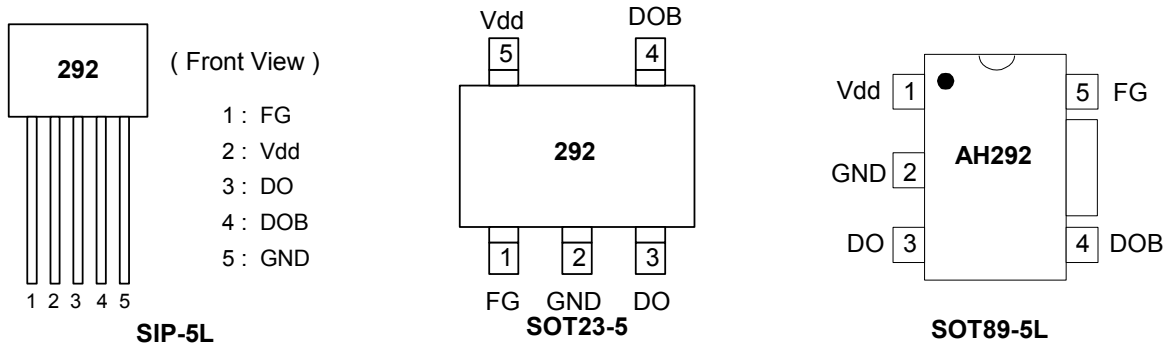 292
( Front View )
1 : FG
2 : Vdd
3 : DO
4 : DOB
5 : GND
1 2 3 4 5
SIP-5L
Vdd DOB
5 4
292
1 2 3
FG GND DO
SOT23-5
Vdd 1 5 FG
AH292
GND 2
DO 3 4 DOB
SOT89-5L